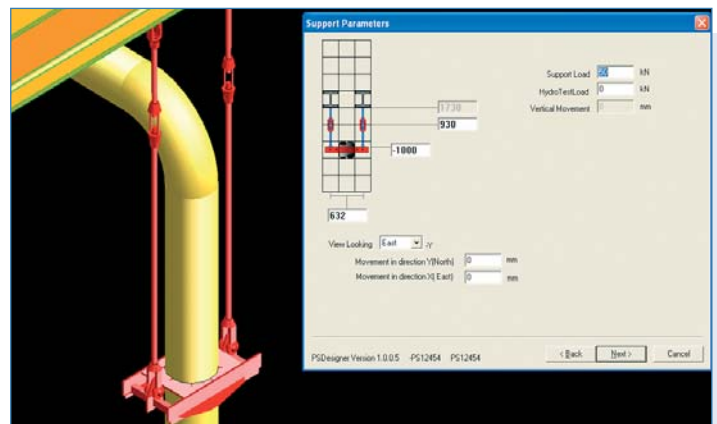 Support Parameters
Support Load 50 kN
HydroTestLoad 0 kN
Vertical Movement 0 mm
1730
930
-1000
632
View Looking East -Y
Movement in direction Y(North) 0 mm
Movement in direction X( East) 0 mm
PSDesigner Version 1.0.0.5 -PS12454 PS12454
< Back Next > Cancel